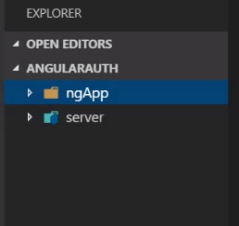 EXPLORER
OPEN EDITORS
ANGULARAUTH
ngApp
server